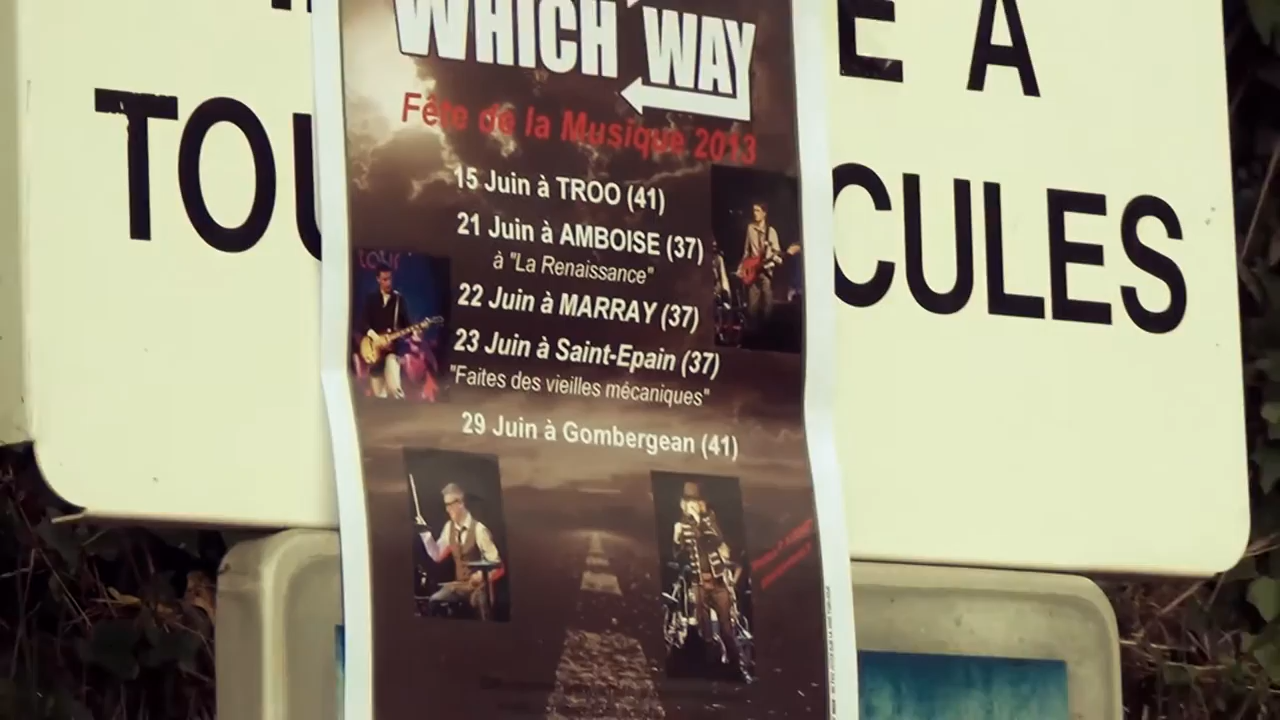 WHICH WAY
Fête de la Musique 2013
15 Juin à TROO (41)
21 Juin à AMBOISE (37)
à "La Renaissance"
22 Juin à MARRAY (37)
23 Juin à Saint-Epain (37)
"Faites des vieilles mécaniques"
29 Juin à Gombergean (41)
E A
TOU
CULES